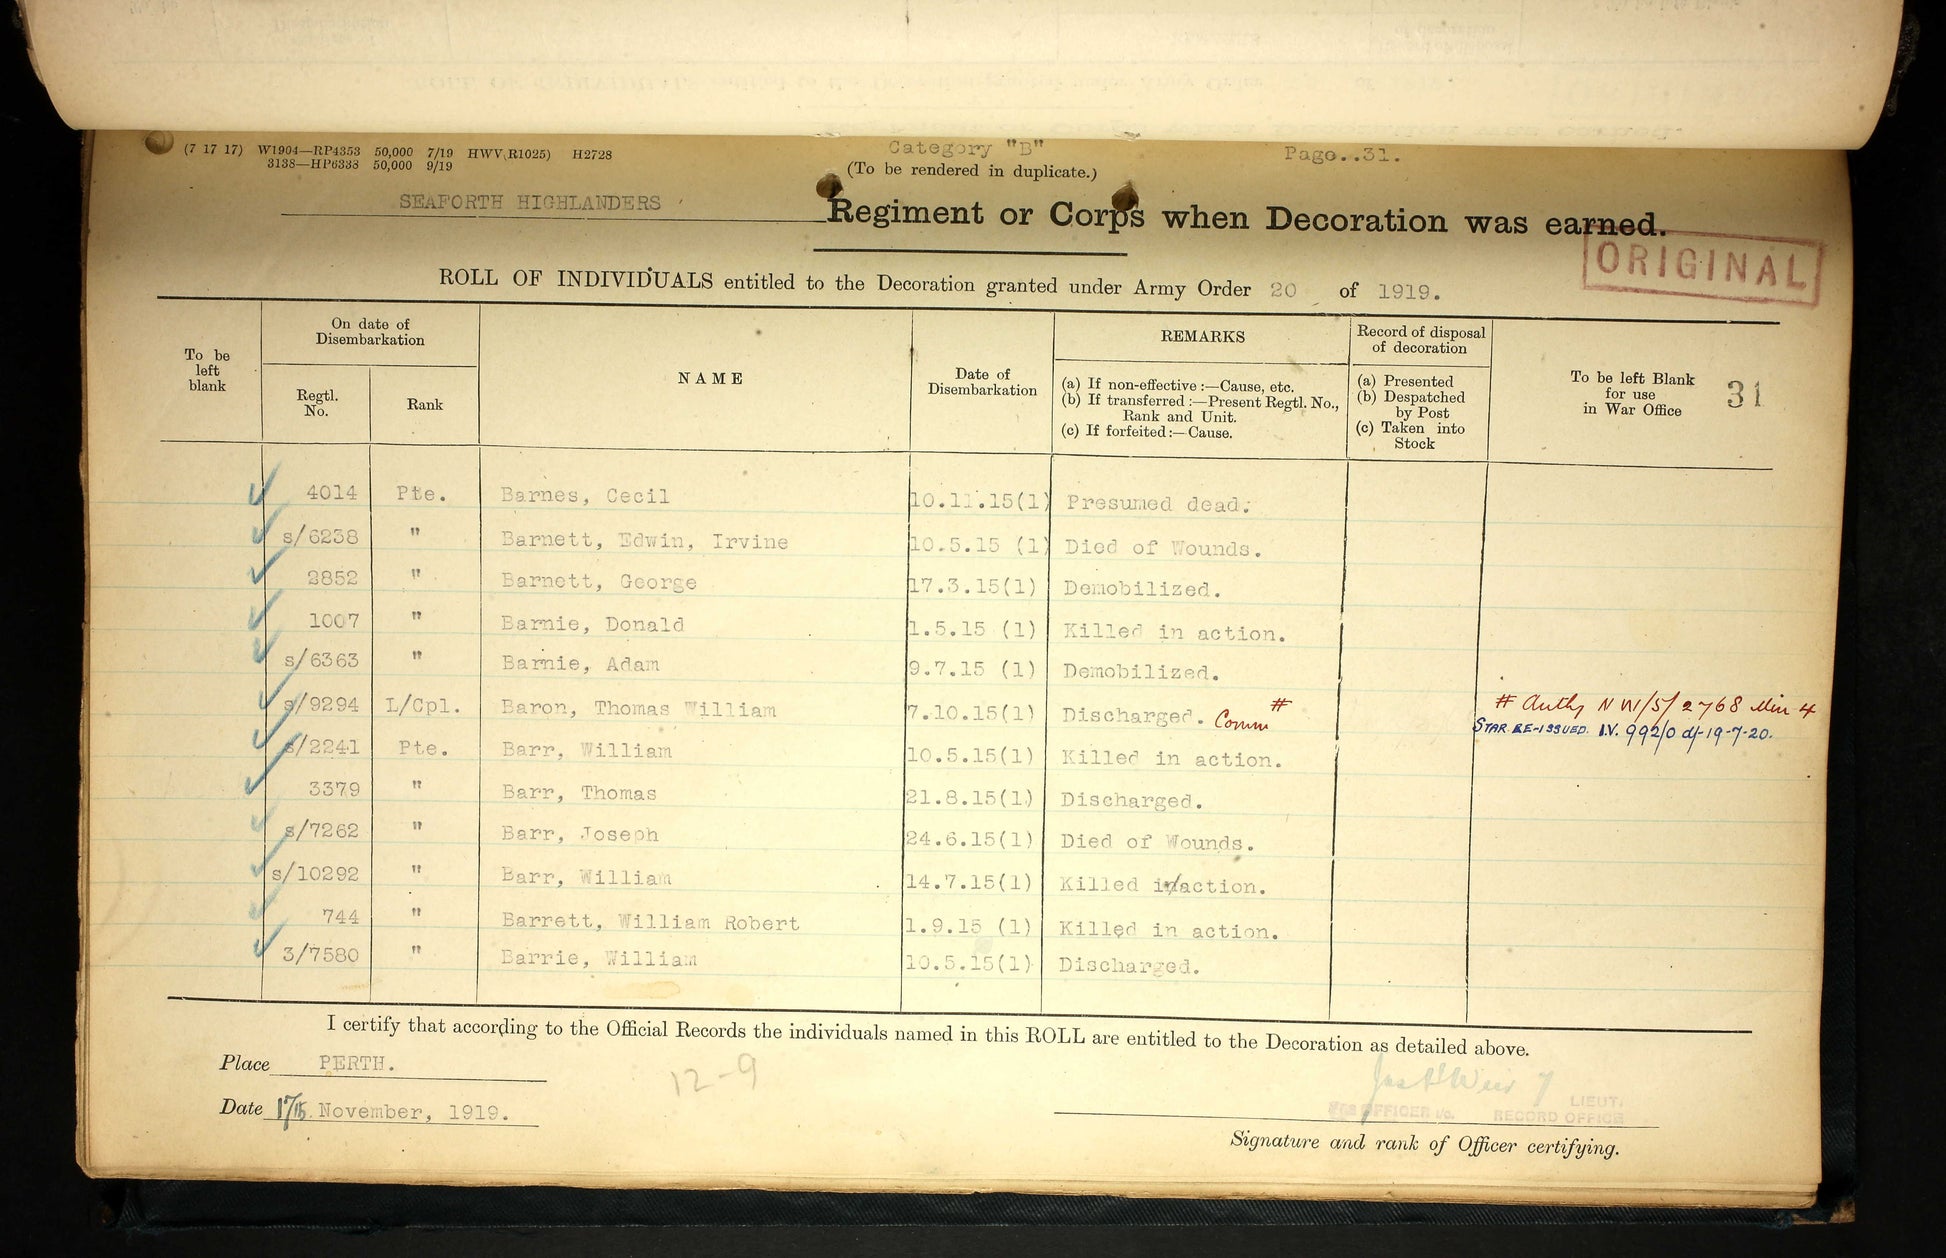 (7 17 17) W1904—RP4353 50,000 7/19 HWV(R1025) H2728
3138—HP6333 50,000 9/19
Category "B"
Page..31.
(To be rendered in duplicate.)
SEAFORTH HIGHLANDERS Regiment or Corps when Decoration was earned.
ORIGINAL
ROLL OF INDIVIDUALS entitled to the Decoration granted under Army Order 20 of 1919.
To be left blank
On date of Disembarkation
Regtl. No.
Rank
NAME
Date of Disembarkation
REMARKS
(a) If non-effective:—Cause, etc.
(b) If transferred:—Present Regtl. No., Rank and Unit.
(c) If forfeited:—Cause.
Record of disposal of decoration
(a) Presented
(b) Despatched by Post
(c) Taken into Stock
To be left Blank for use in War Office
31
4014 Pte. Barnes, Cecil 10.11.15(1) Presumed dead.
s/6238 " Barnett, Edwin, Irvine 10.5.15 (1) Died of Wounds.
2852 " Barnett, George 17.3.15(1) Demobilized.
1007 " Barnie, Donald 1.5.15 (1) Killed in action.
s/6363 " Barnie, Adam 9.7.15 (1) Demobilized.
s/9294 L/Cpl. Baron, Thomas William 7.10.15(1) Discharged. Comm # # Authy NW/5/2768 Min 4
STAR RE-ISSUED. I.V. 992/0 df-19-7-20.
s/2241 Pte. Barr, William 10.5.15(1) Killed in action.
3379 " Barr, Thomas 21.8.15(1) Discharged.
s/7262 " Barr, Joseph 24.6.15(1) Died of Wounds.
s/10292 " Barr, William 14.7.15(1) Killed in/action.
744 " Barrett, William Robert 1.9.15 (1) Killed in action.
3/7580 " Barrie, William 10.5.15(1) Discharged.
I certify that according to the Official Records the individuals named in this ROLL are entitled to the Decoration as detailed above.
Place PERTH.
12-9
Date 17th November, 1919.
LIEUT.
OFFICER i/c. RECORD OFFICE
Signature and rank of Officer certifying.